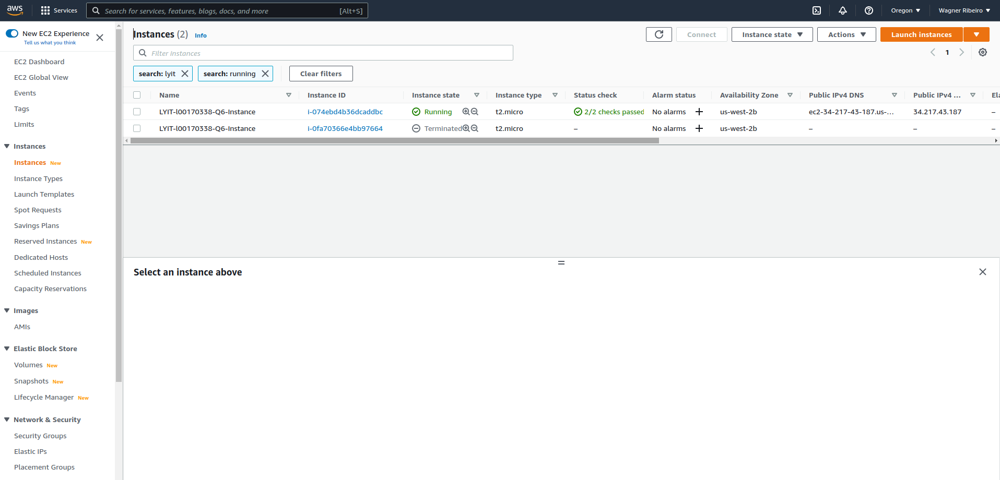 aws
Services
Search for services, features, blogs, docs, and more [Alt+S]
Oregon
Wagner Ribeiro
New EC2 Experience
Tell us what you think
EC2 Dashboard
EC2 Global View
Events
Tags
Limits
Instances
Instances New
Instance Types
Launch Templates
Spot Requests
Savings Plans
Reserved Instances New
Dedicated Hosts
Scheduled Instances
Capacity Reservations
Images
AMIs
Elastic Block Store
Volumes New
Snapshots New
Lifecycle Manager New
Network & Security
Security Groups
Elastic IPs
Placement Groups
Instances (2) Info
Connect
Instance state
Actions
Launch instances
Filter instances
1
search: lyit
search: running
Clear filters
Name Instance ID Instance state Instance type Status check Alarm status Availability Zone Public IPv4 DNS Public IPv4 ... Ela
LYIT-l00170338-Q6-Instance i-074ebd4b36dcaddbc Running t2.micro 2/2 checks passed No alarms + us-west-2b ec2-34-217-43-187.us-... 34.217.43.187 –
LYIT-l00170338-Q6-Instance i-0fa70366e4bb97664 Terminated t2.micro – No alarms + us-west-2b – – –
Select an instance above